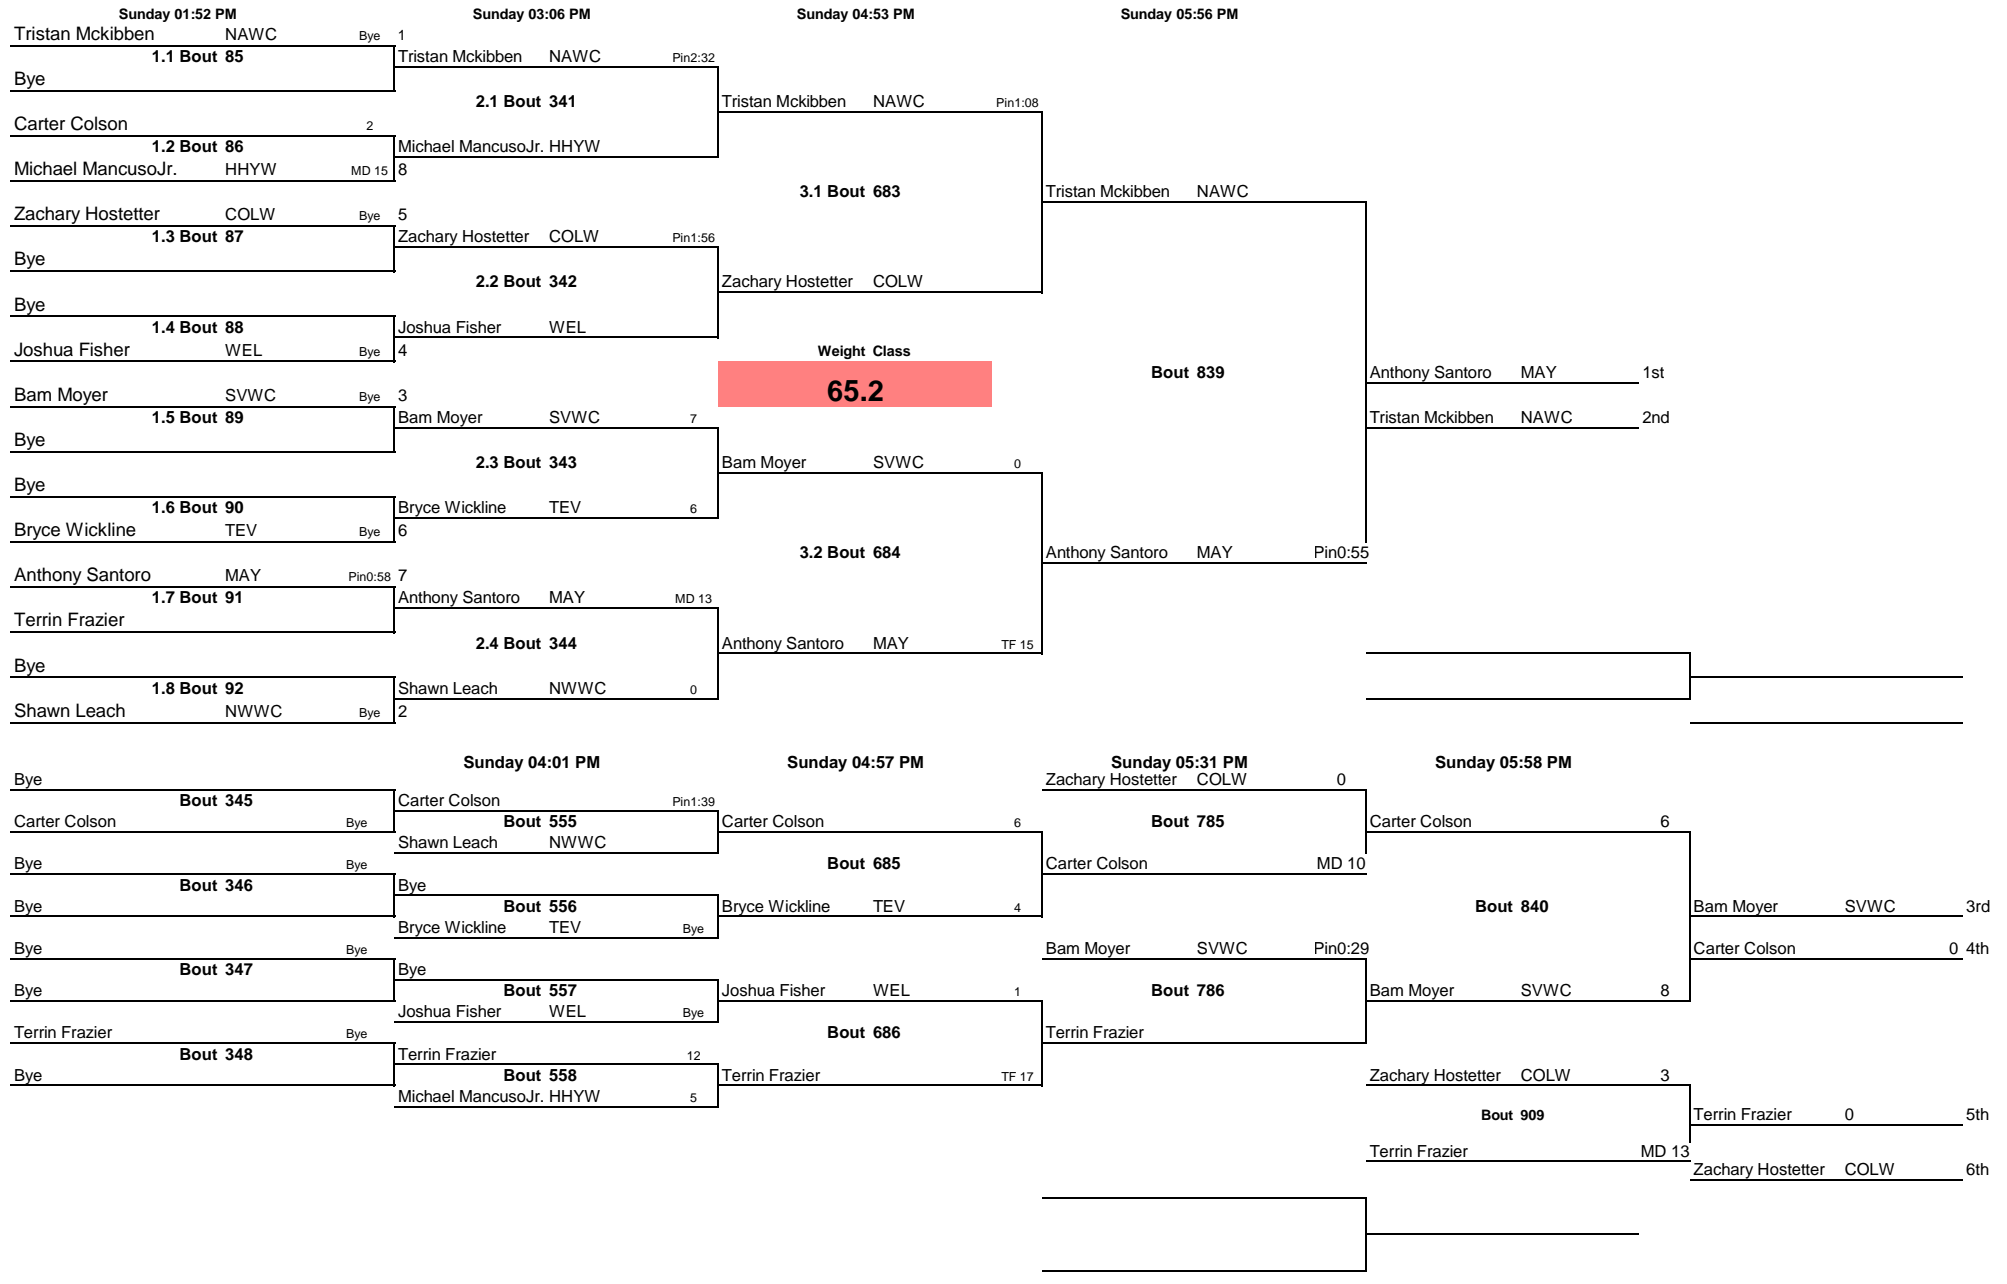 Sunday 01:52 PM Sunday 03:06 PM Sunday 04:53 PM Sunday 05:56 PM
Tristan Mckibben NAWC Bye 1
1.1 Bout 85 Tristan Mckibben NAWC Pin2:32
Bye
2.1 Bout 341 Tristan Mckibben NAWC Pin1:08
Carter Colson 2
1.2 Bout 86 Michael MancusoJr. HHYW
Michael MancusoJr. HHYW MD 15 8
3.1 Bout 683 Tristan Mckibben NAWC
Zachary Hostetter COLW Bye 5
1.3 Bout 87 Zachary Hostetter COLW Pin1:56
Bye
2.2 Bout 342 Zachary Hostetter COLW
Bye
1.4 Bout 88 Joshua Fisher WEL
Joshua Fisher WEL Bye 4 Weight Class
Bout 839 Anthony Santoro MAY 1st
65.2
Bam Moyer SVWC Bye 3
1.5 Bout 89 Bam Moyer SVWC 7 Tristan Mckibben NAWC 2nd
Bye
2.3 Bout 343 Bam Moyer SVWC 0
Bye
1.6 Bout 90 Bryce Wickline TEV 6
Bryce Wickline TEV Bye 6
3.2 Bout 684 Anthony Santoro MAY Pin0:55
Anthony Santoro MAY Pin0:58 7
1.7 Bout 91 Anthony Santoro MAY MD 13
Terrin Frazier
2.4 Bout 344 Anthony Santoro MAY TF 15
Bye
1.8 Bout 92 Shawn Leach NWWC 0
Shawn Leach NWWC Bye 2
Sunday 04:01 PM Sunday 04:57 PM Sunday 05:31 PM Sunday 05:58 PM
Bye Zachary Hostetter COLW 0
Bout 345 Carter Colson Pin1:39
Carter Colson Bye Bout 555 Carter Colson 6 Bout 785 Carter Colson 6
Shawn Leach NWWC
Bye Bye Bout 685 Carter Colson MD 10
Bout 346 Bye
Bye Bout 556 Bryce Wickline TEV 4 Bout 840 Bam Moyer SVWC 3rd
Bryce Wickline TEV Bye
Bye Bye Bam Moyer SVWC Pin0:29 Carter Colson 0 4th
Bout 347 Bye
Bye Bout 557 Joshua Fisher WEL 1 Bout 786 Bam Moyer SVWC 8
Joshua Fisher WEL Bye
Terrin Frazier Bye Bout 686 Terrin Frazier
Bout 348 Terrin Frazier 12
Bye Bout 558 Terrin Frazier TF 17 Zachary Hostetter COLW 3
Michael MancusoJr. HHYW 5
Bout 909 Terrin Frazier 0 5th
Terrin Frazier MD 13
Zachary Hostetter COLW 6th